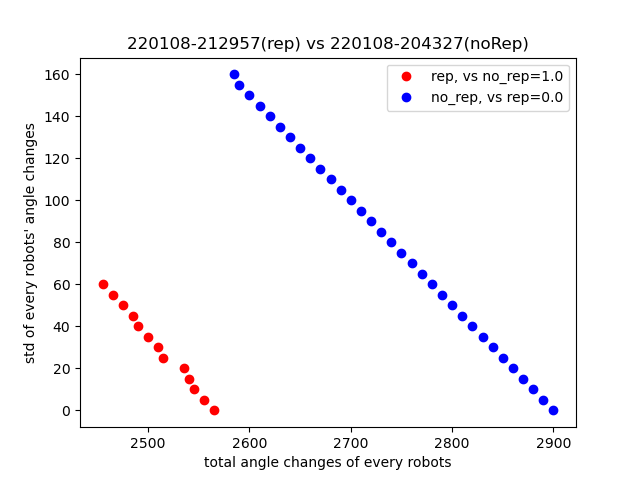 220108-212957(rep) vs 220108-204327(noRep)
rep, vs no_rep=1.0
no_rep, vs rep=0.0
std of every robots' angle changes
160
140
120
100
80
60
40
20
0
2500 2600 2700 2800 2900
total angle changes of every robots